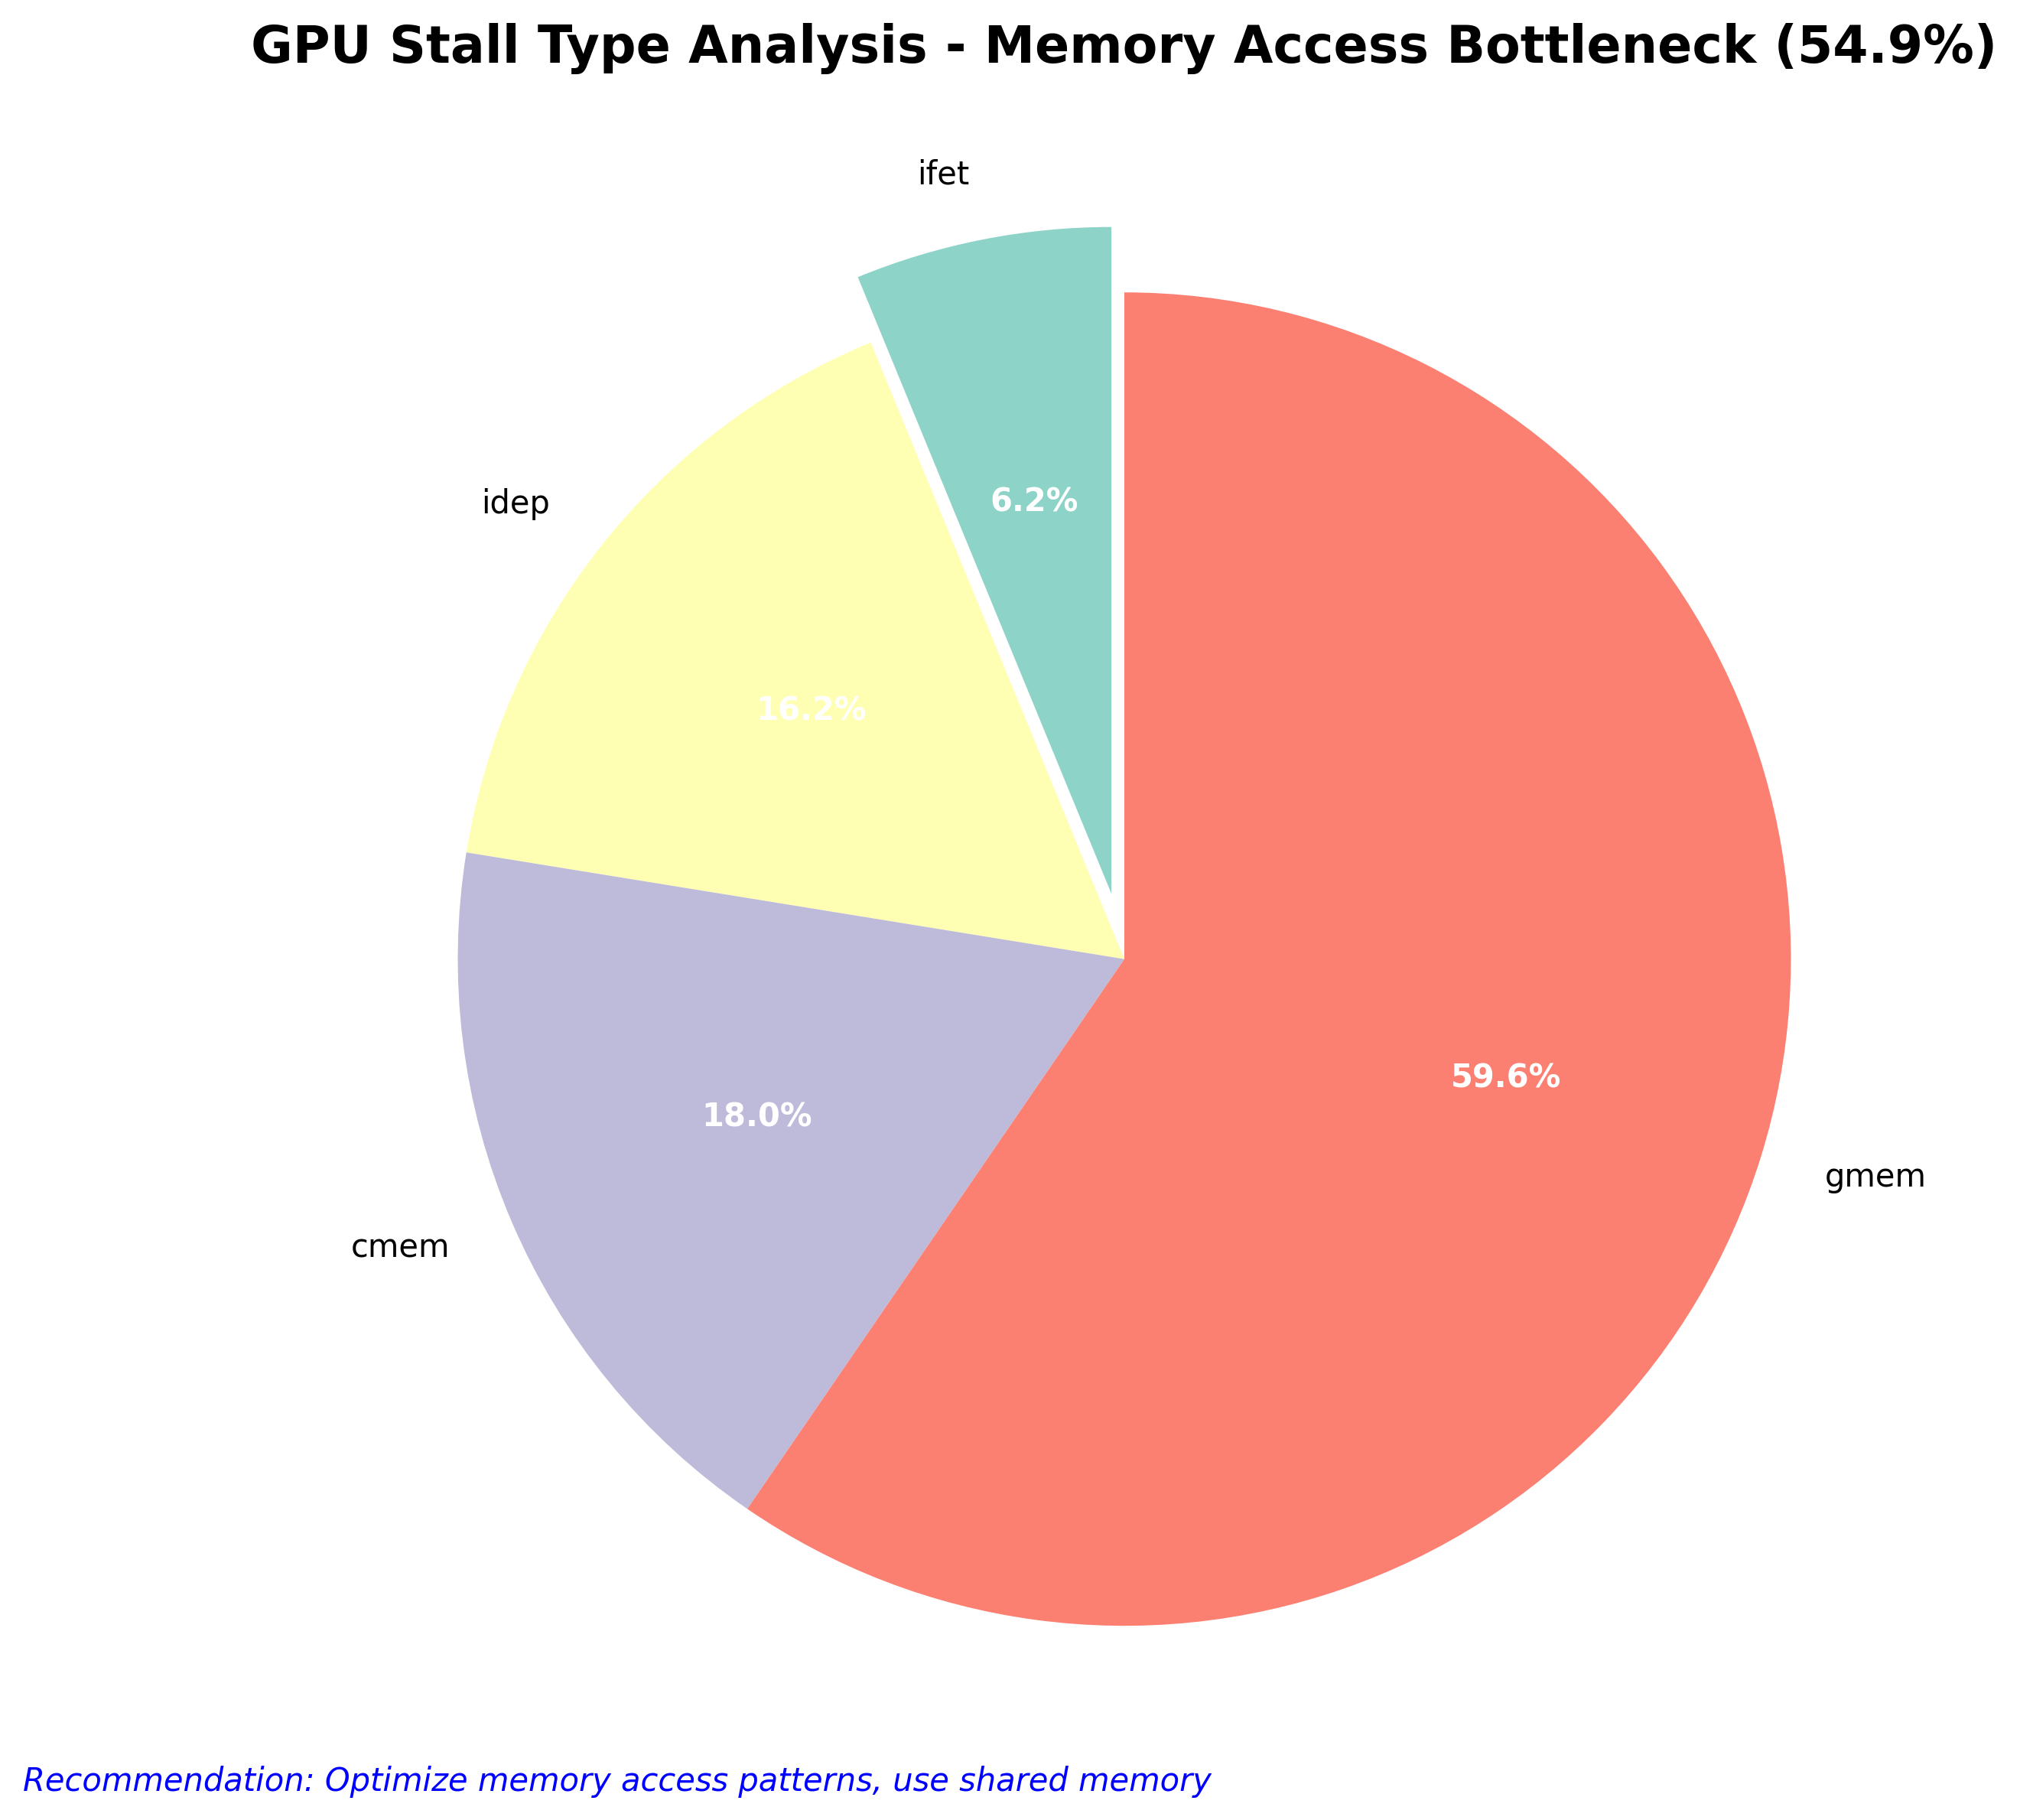 GPU Stall Type Analysis - Memory Access Bottleneck (54.9%)
ifet
6.2%
idep
16.2%
59.6%
18.0%
gmem
cmem
Recommendation: Optimize memory access patterns, use shared memory